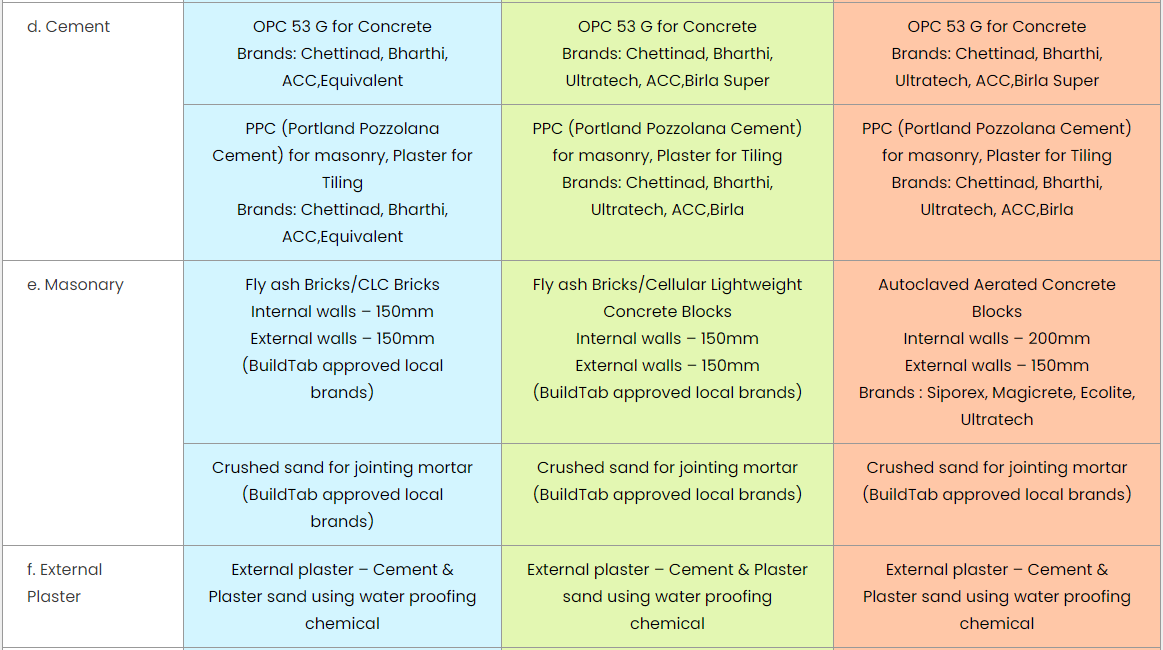 d. Cement
OPC 53 G for Concrete
Brands: Chettinad, Bharthi,
ACC,Equivalent
OPC 53 G for Concrete
Brands: Chettinad, Bharthi,
Ultratech, ACC,Birla Super
OPC 53 G for Concrete
Brands: Chettinad, Bharthi,
Ultratech, ACC,Birla Super
PPC (Portland Pozzolana
Cement) for masonry, Plaster for
Tiling
Brands: Chettinad, Bharthi,
ACC,Equivalent
PPC (Portland Pozzolana Cement)
for masonry, Plaster for Tiling
Brands: Chettinad, Bharthi,
Ultratech, ACC,Birla
PPC (Portland Pozzolana Cement)
for masonry, Plaster for Tiling
Brands: Chettinad, Bharthi,
Ultratech, ACC,Birla
e. Masonary
Fly ash Bricks/CLC Bricks
Internal walls – 150mm
External walls – 150mm
(BuildTab approved local
brands)
Fly ash Bricks/Cellular Lightweight
Concrete Blocks
Internal walls – 150mm
External walls – 150mm
(BuildTab approved local brands)
Autoclaved Aerated Concrete
Blocks
Internal walls – 200mm
External walls – 150mm
Brands : Siporex, Magicrete, Ecolite,
Ultratech
Crushed sand for jointing mortar
(BuildTab approved local
brands)
Crushed sand for jointing mortar
(BuildTab approved local brands)
Crushed sand for jointing mortar
(BuildTab approved local brands)
f. External
Plaster
External plaster – Cement &
Plaster sand using water proofing
chemical
External plaster – Cement & Plaster
sand using water proofing
chemical
External plaster – Cement &
Plaster sand using water proofing
chemical